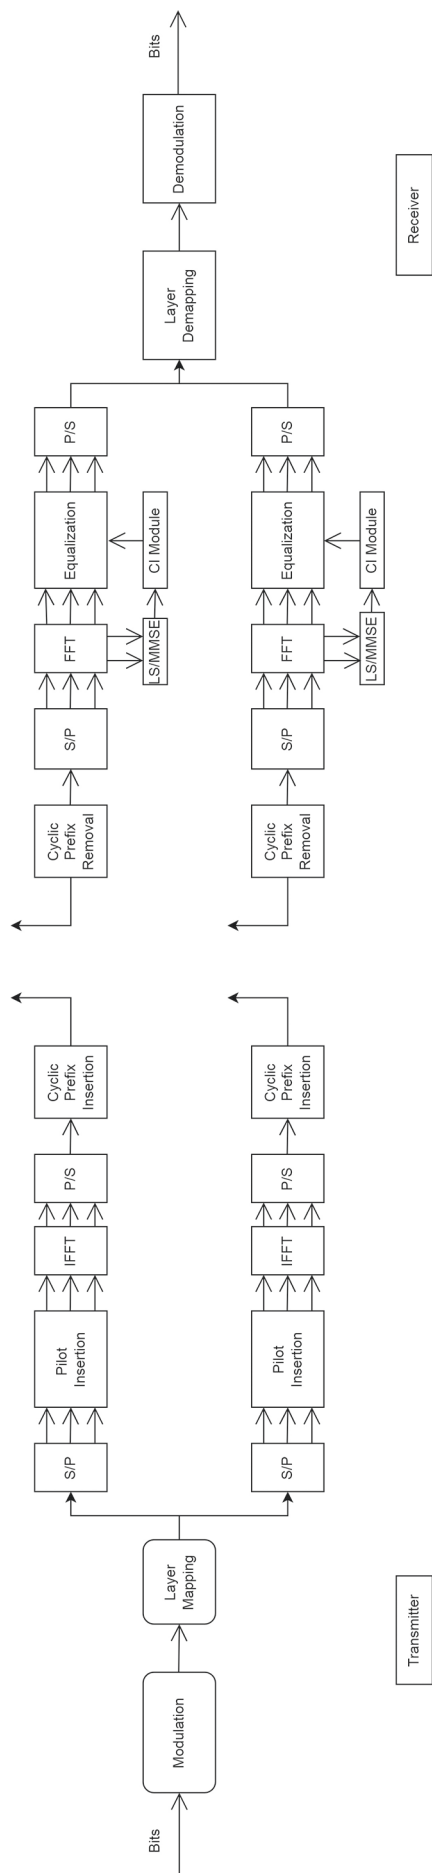 Bits
Modulation
Layer
Mapping
S/P
Pilot
Insertion
IFFT
P/S
Cyclic
Prefix
Insertion
S/P
Pilot
Insertion
IFFT
P/S
Cyclic
Prefix
Insertion
Transmitter
Cyclic
Prefix
Removal
S/P
FFT
Equalization
P/S
LS/MMSE
CI Module
Cyclic
Prefix
Removal
S/P
FFT
Equalization
P/S
LS/MMSE
CI Module
Layer
Demapping
Demodulation
Bits
Receiver